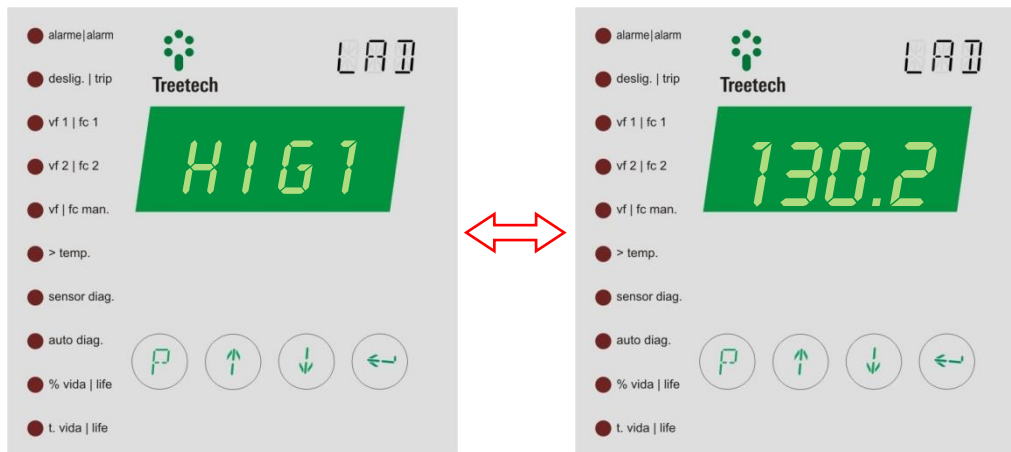 alarme|alarm
LAD
deslig. | trip
Treetech
vf 1 | fc 1
HIG1
vf 2 | fc 2
vf | fc man.
> temp.
sensor diag.
auto diag.
P
% vida | life
t. vida | life
alarme|alarm
LAD
deslig. | trip
Treetech
vf 1 | fc 1
130.2
vf 2 | fc 2
vf | fc man.
> temp.
sensor diag.
auto diag.
P
% vida | life
t. vida | life